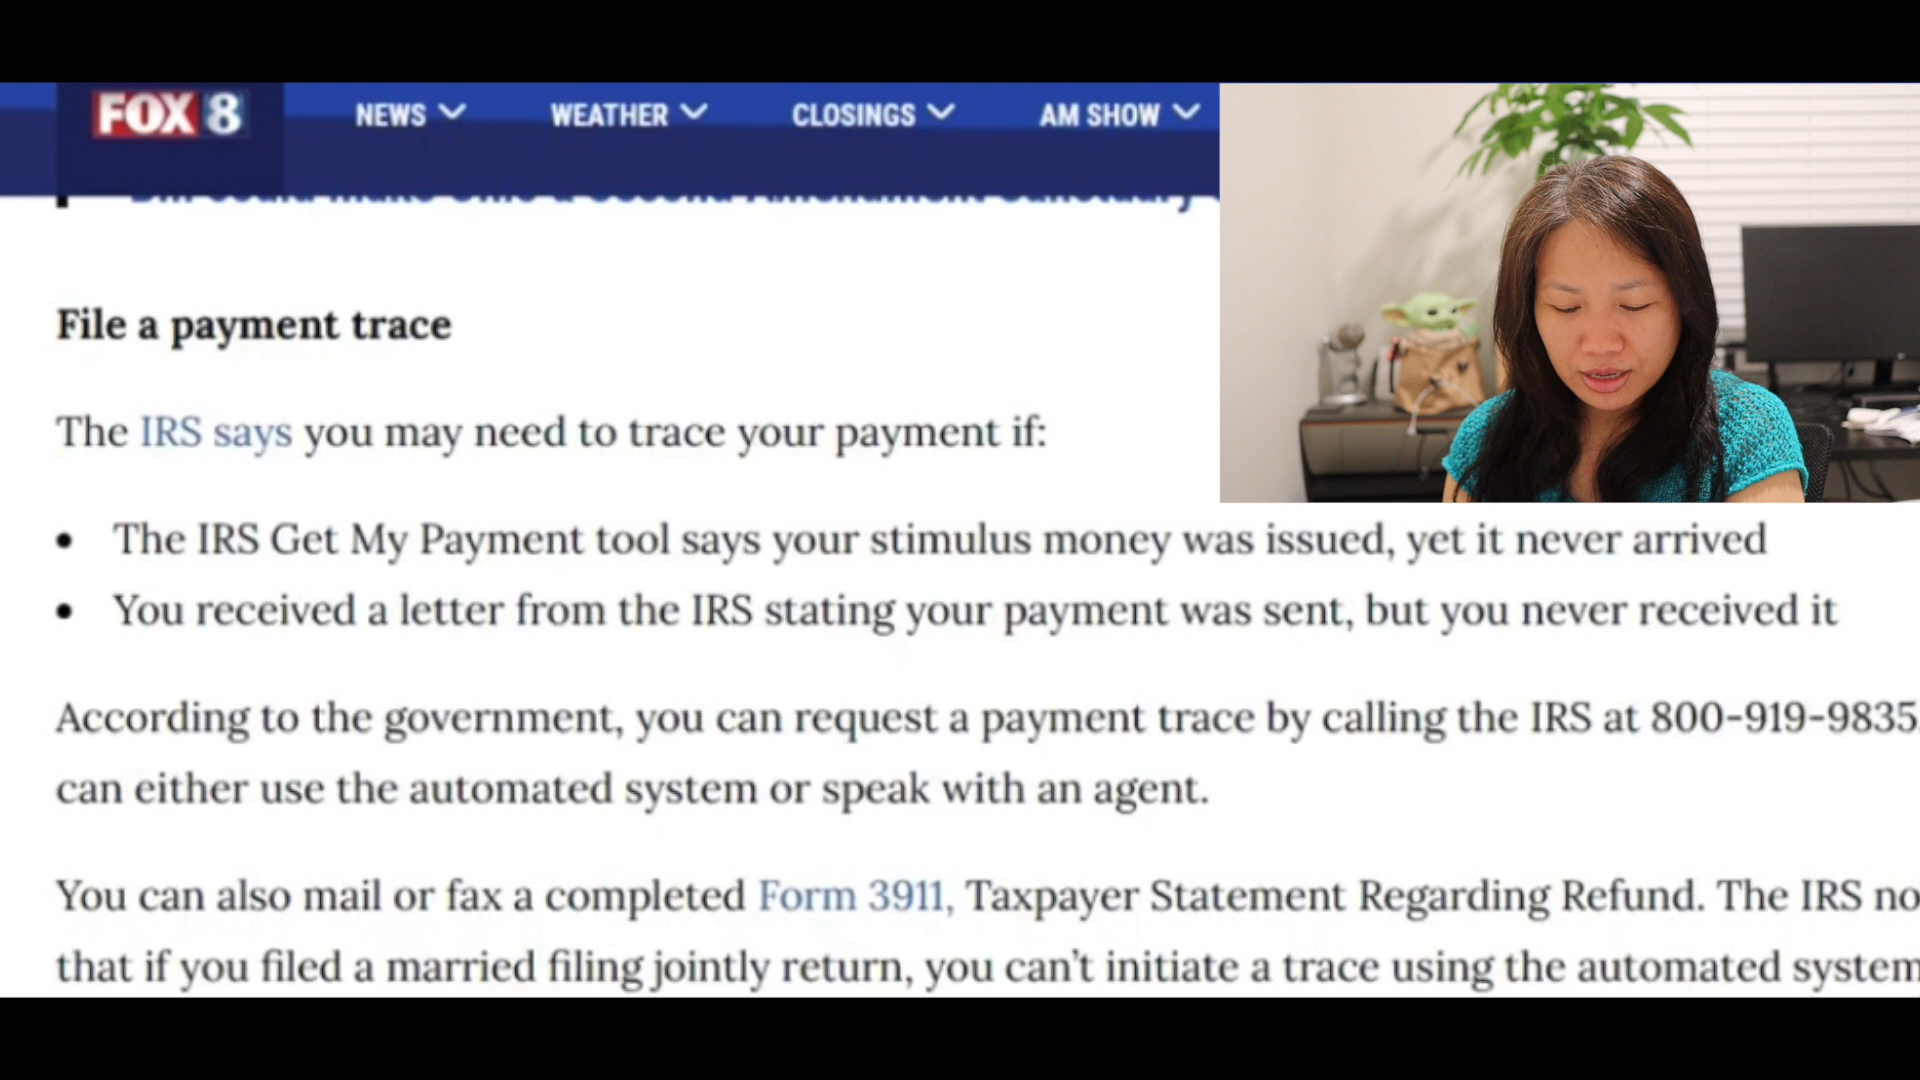 FOX 8
NEWS
WEATHER
CLOSINGS
AM SHOW
File a payment trace
The IRS says you may need to trace your payment if:
• The IRS Get My Payment tool says your stimulus money was issued, yet it never arrived
• You received a letter from the IRS stating your payment was sent, but you never received it
According to the government, you can request a payment trace by calling the IRS at 800-919-9835.
can either use the automated system or speak with an agent.
You can also mail or fax a completed Form 3911, Taxpayer Statement Regarding Refund. The IRS no
that if you filed a married filing jointly return, you can't initiate a trace using the automated system